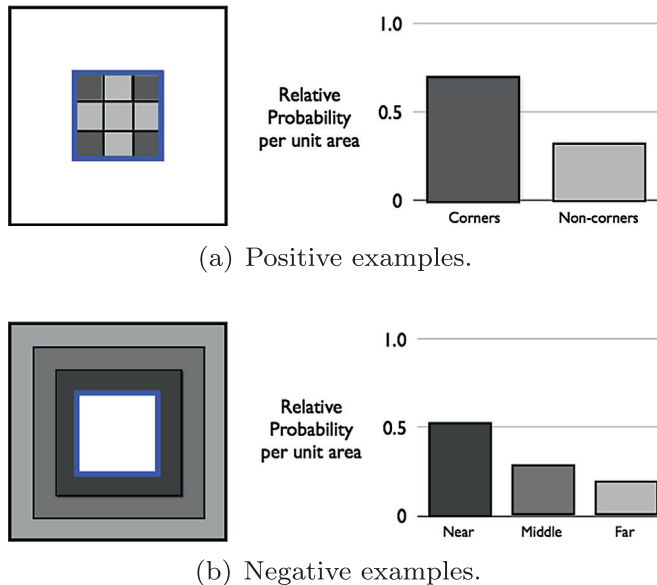 1.0
Relative
Probability
per unit area
0.5
0
Corners Non-corners
(a) Positive examples.
1.0
Relative
Probability
per unit area
0.5
0
Near Middle Far
(b) Negative examples.